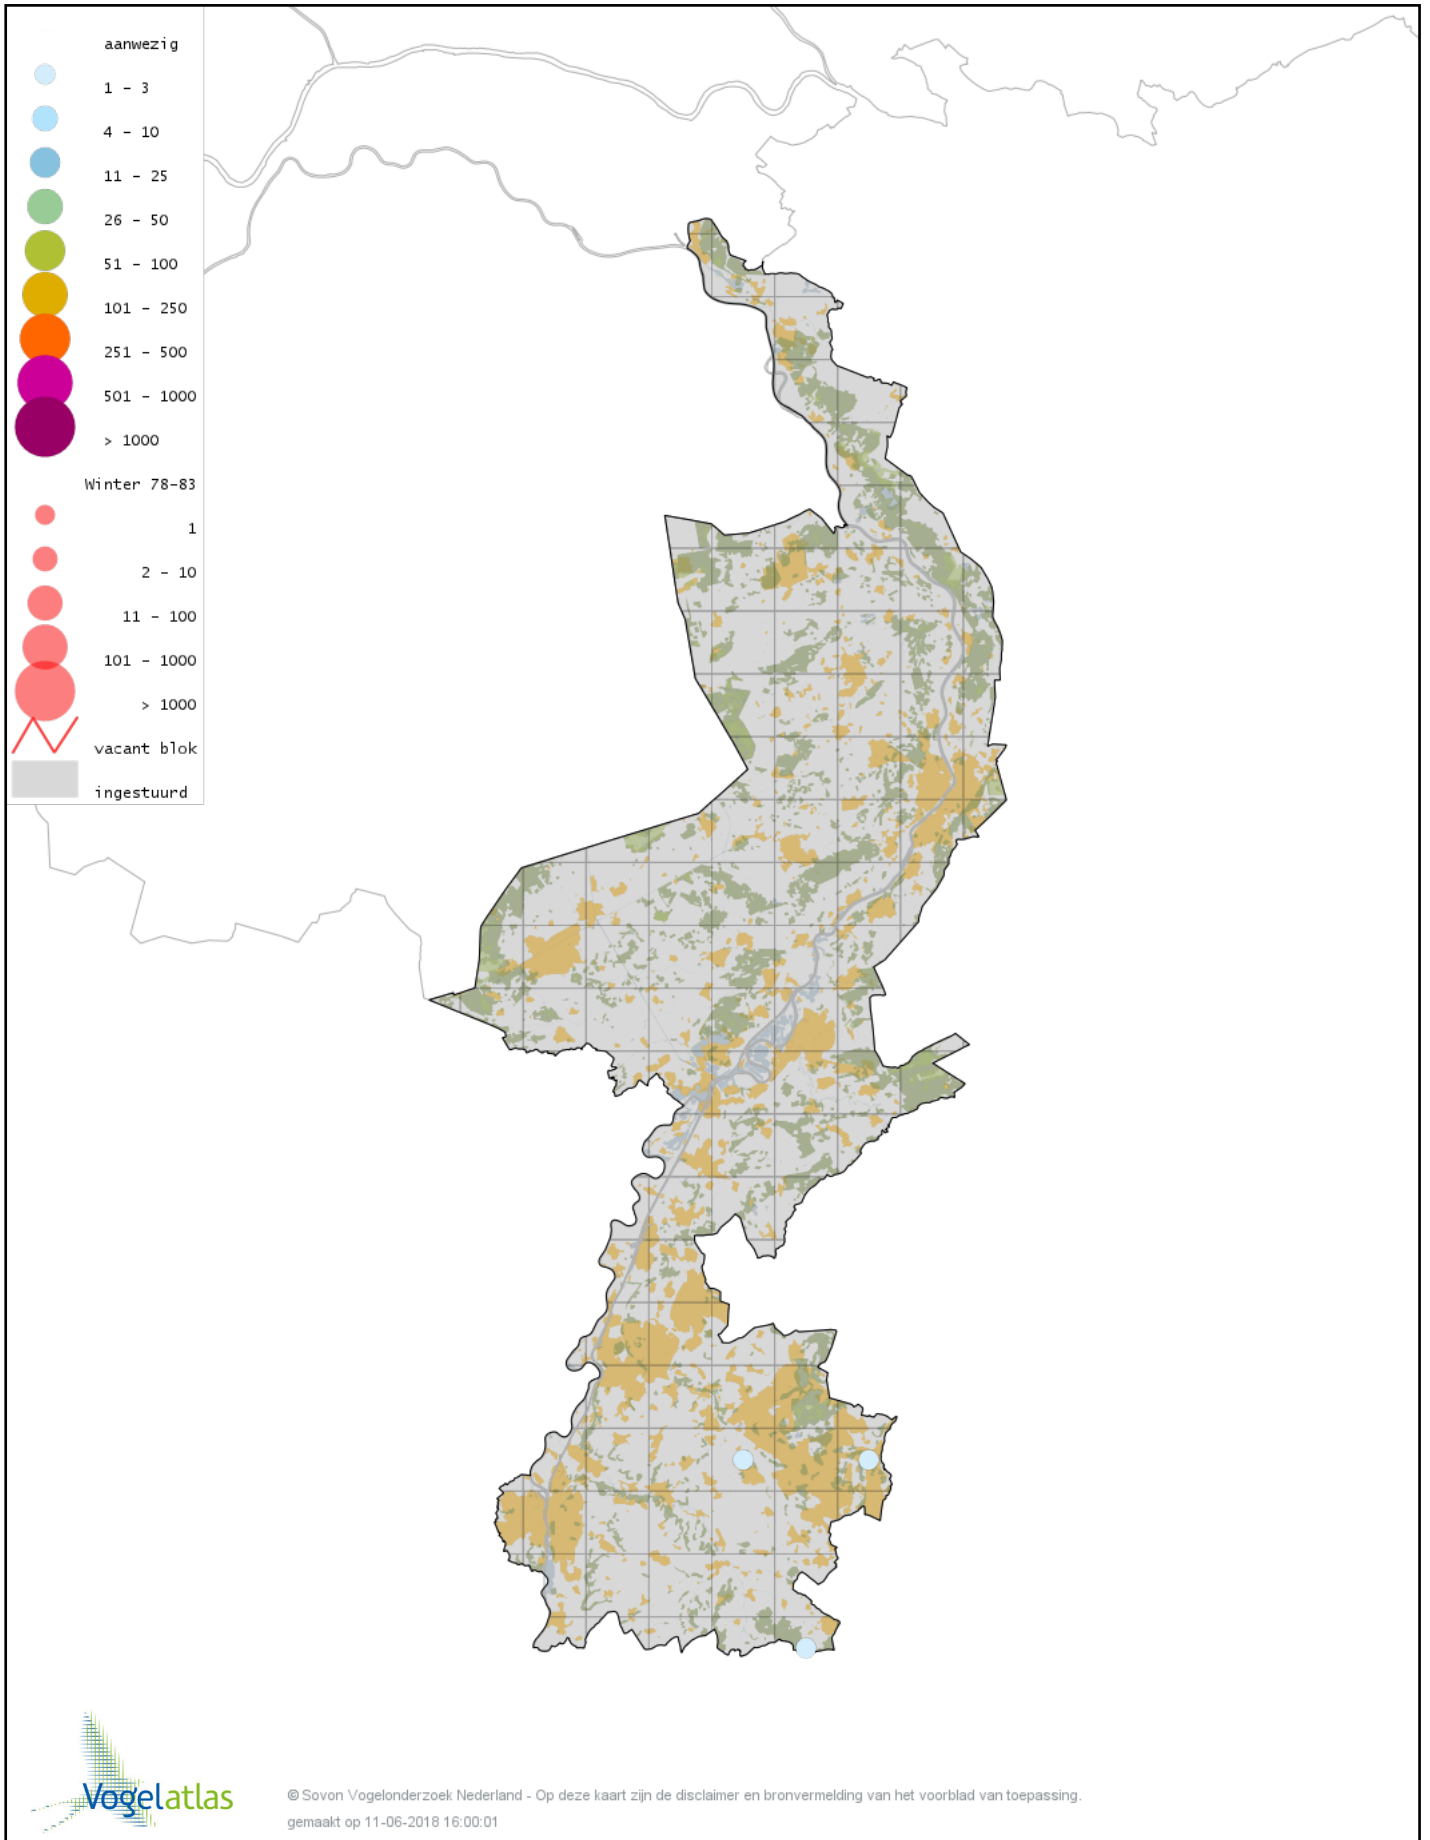 aanwezig
1 - 3
4 - 10
11 - 25
26 - 50
51 - 100
101 - 250
251 - 500
501 - 1000
> 1000
Winter 78-83
1
2 - 10
11 - 100
101 - 1000
> 1000
vacant blok
ingestuurd
Vogelatlas
© Sovon Vogelonderzoek Nederland - Op deze kaart zijn de disclaimer en bronvermelding van het voorblad van toepassing.
gemaakt op 11-06-2018 16:00:01